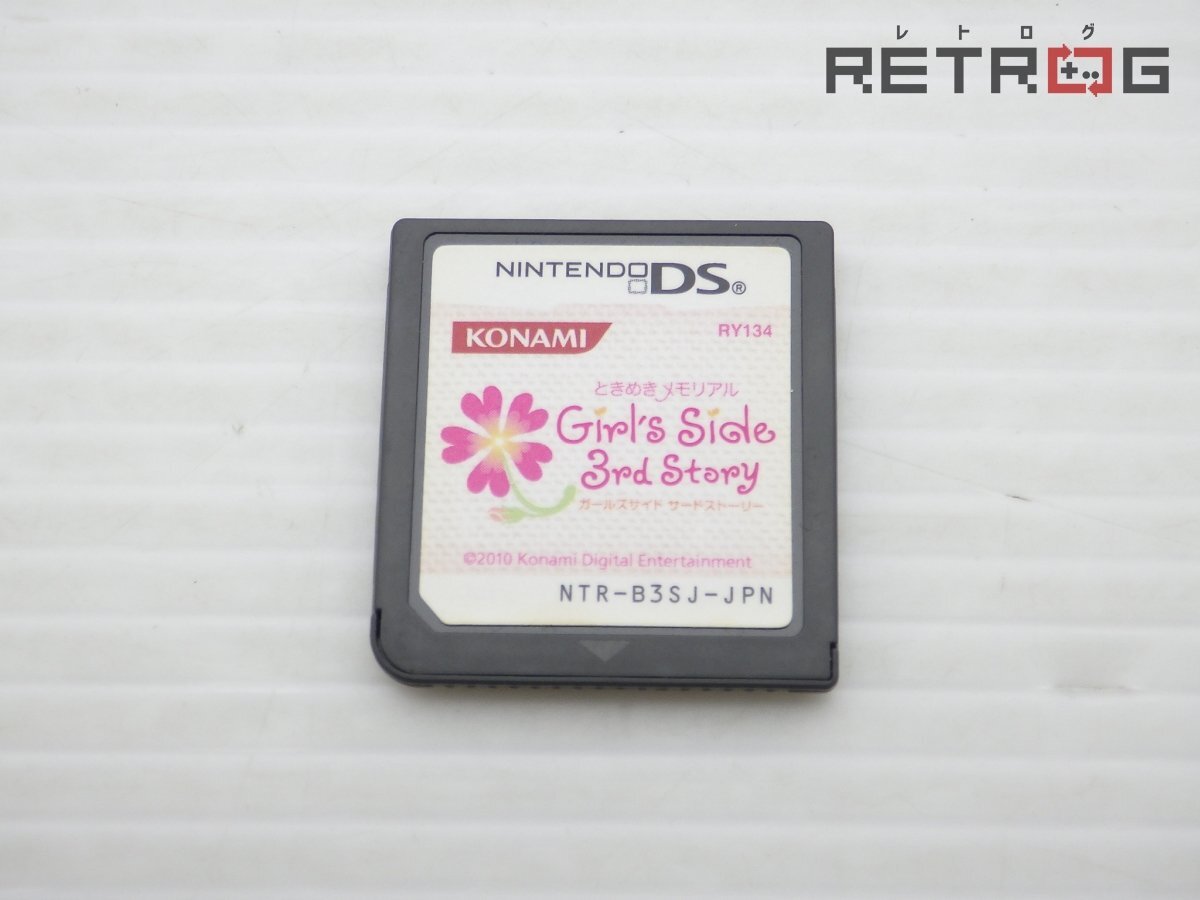 レトログ
RETROG
NINTENDO DS®
KONAMI
RY134
ときめきメモリアル
Girl's Side
3rd Story
ガールズサイド サードストーリー
©2010 Konami Digital Entertainment
NTR-B3SJ-JPN